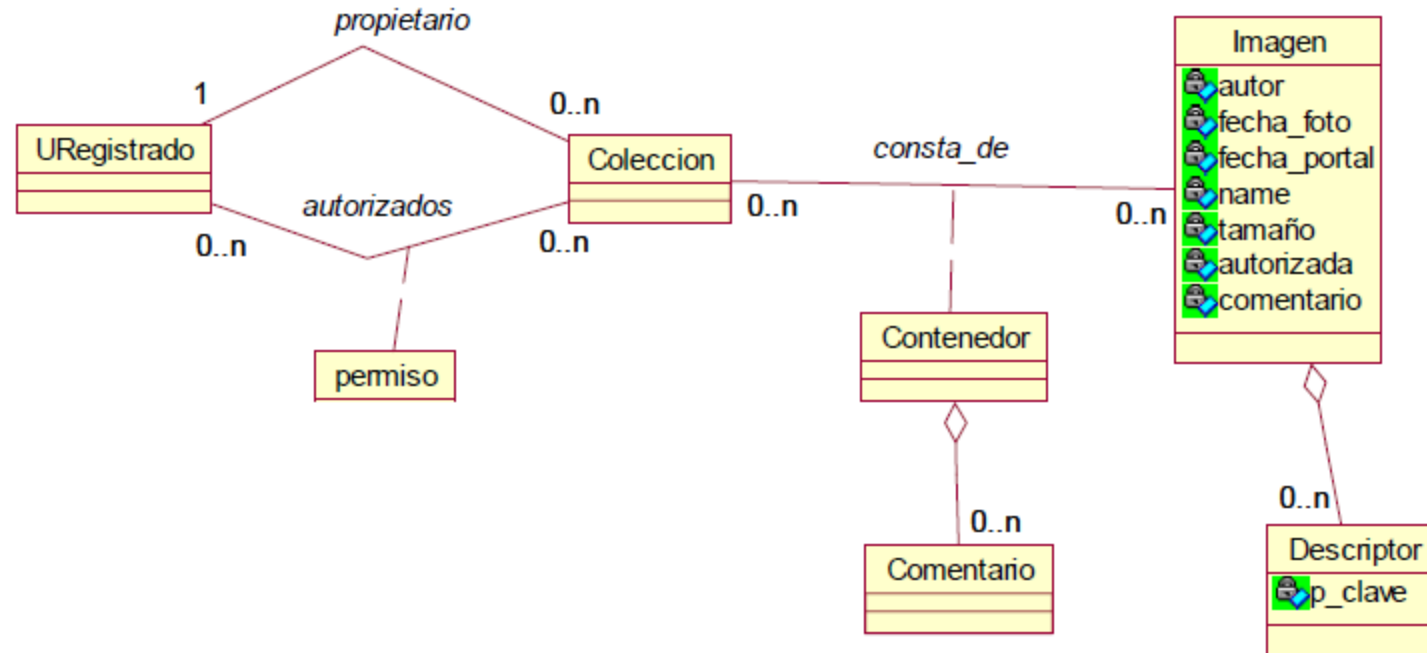 propietario
1
0..n
URegistrado
Coleccion
autorizados
0..n
0..n
permiso
consta_de
0..n
0..n
Contenedor
0..n
Comentario
Imagen
autor
fecha_foto
fecha_portal
name
tamaño
autorizada
comentario
0..n
Descriptor
p_clave